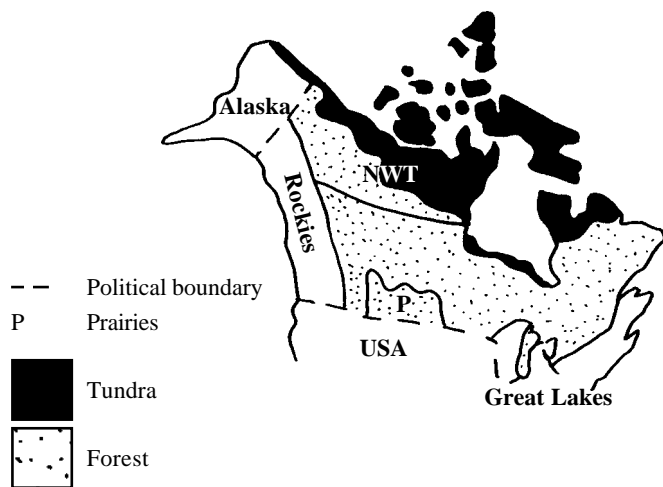 Alaska
NWT
Rockies
Political boundary
P Prairies
P
USA
Tundra
Great Lakes
Forest